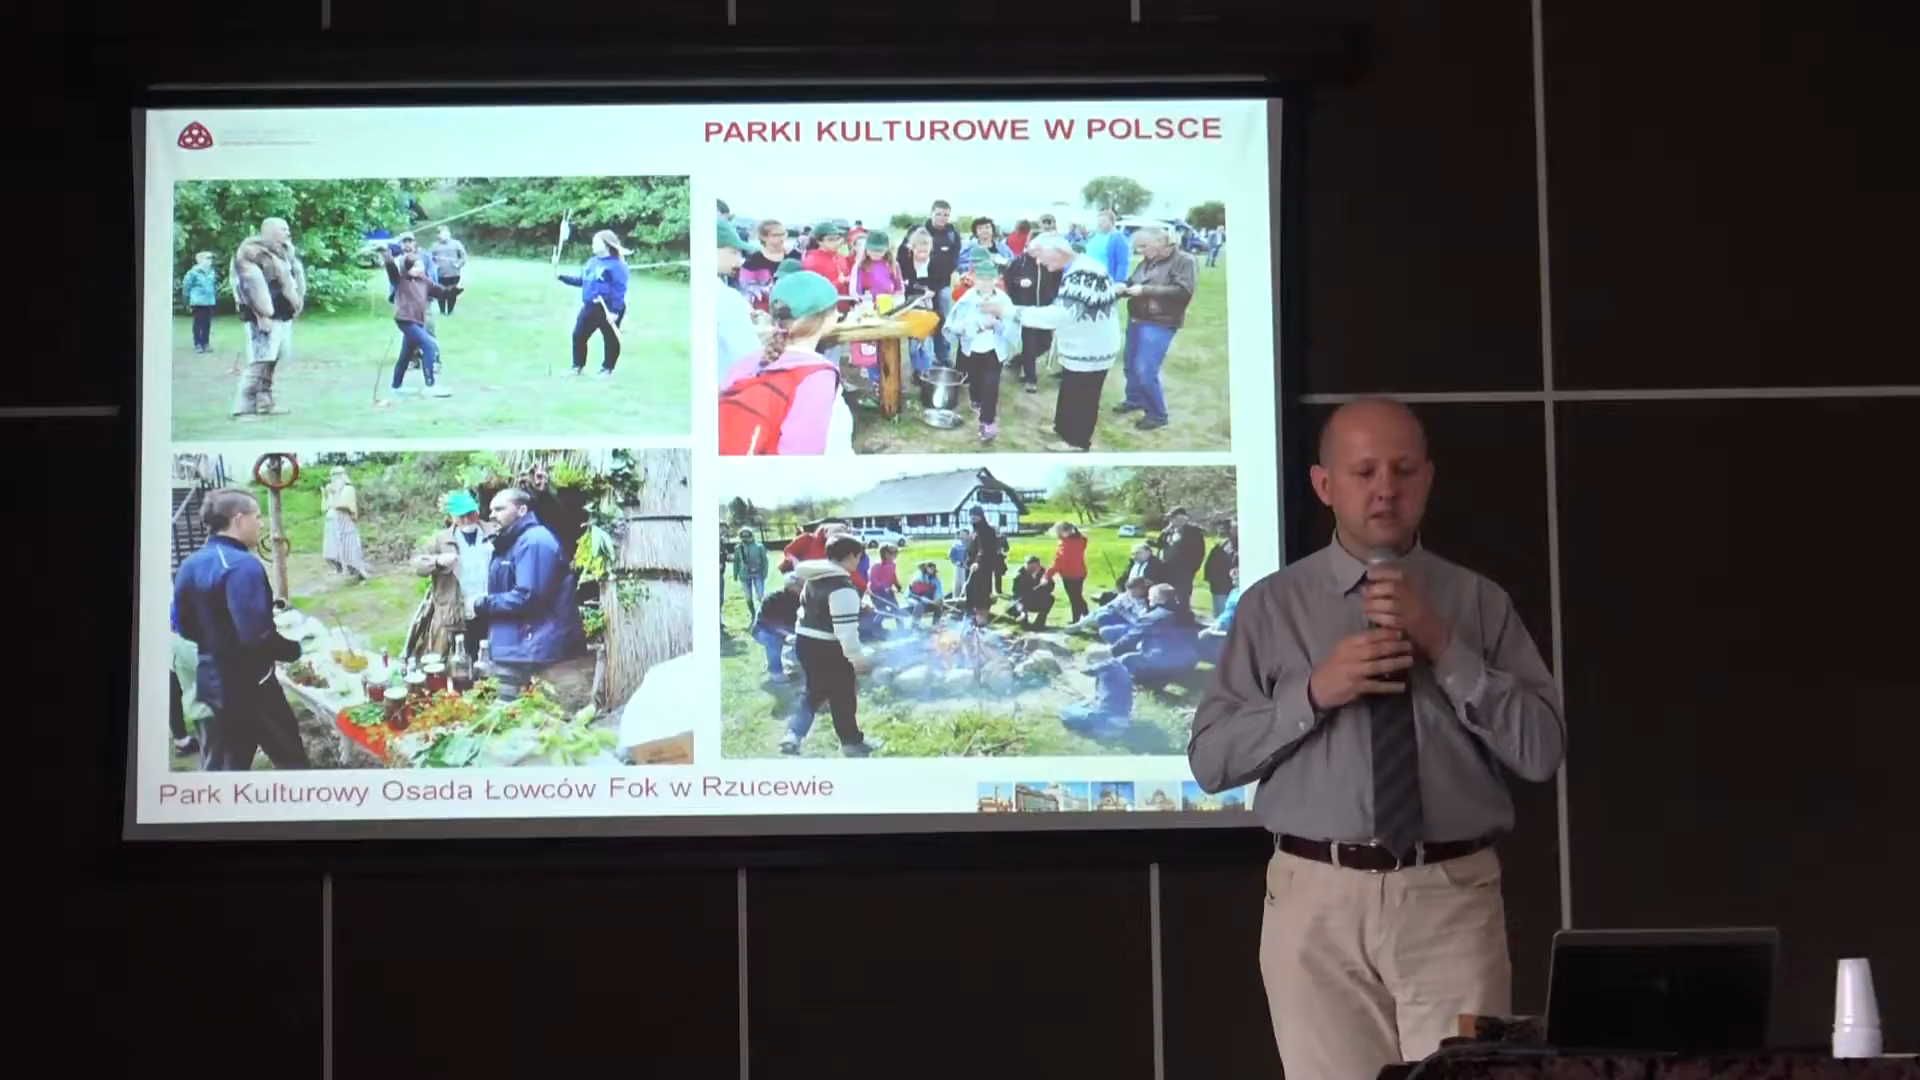 PARKI KULTUROWE W POLSCE
Park Kulturowy Osada Łowców Fok w Rzucewie